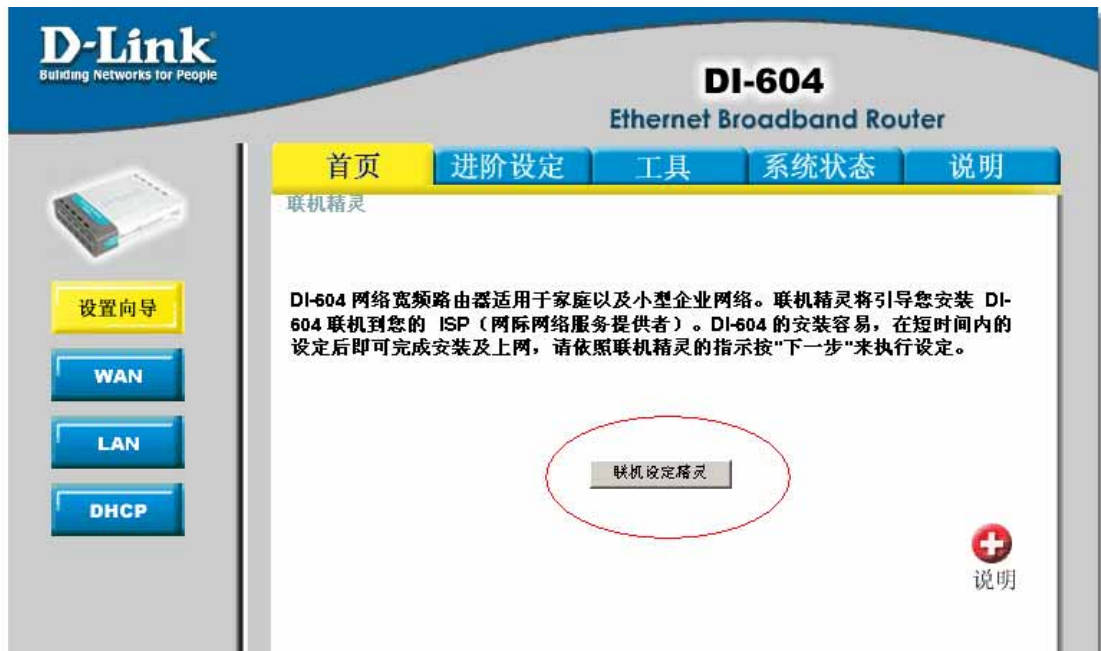 D-Link
Building Networks for People
DI-604
Ethernet Broadband Router
首页
进阶设定
工具
系统状态
说明
联机精灵
设置向导
WAN
LAN
DHCP
DI-604 网络宽频路由器适用于家庭以及小型企业网络。联机精灵将引导您安装 DI-
604 联机到您的 ISP（网际网络服务提供者）。DI-604 的安装容易，在短时间内的
设定后即可完成安装及上网，请依照联机精灵的指示按"下一步"来执行设定。
联机设定精灵
说明